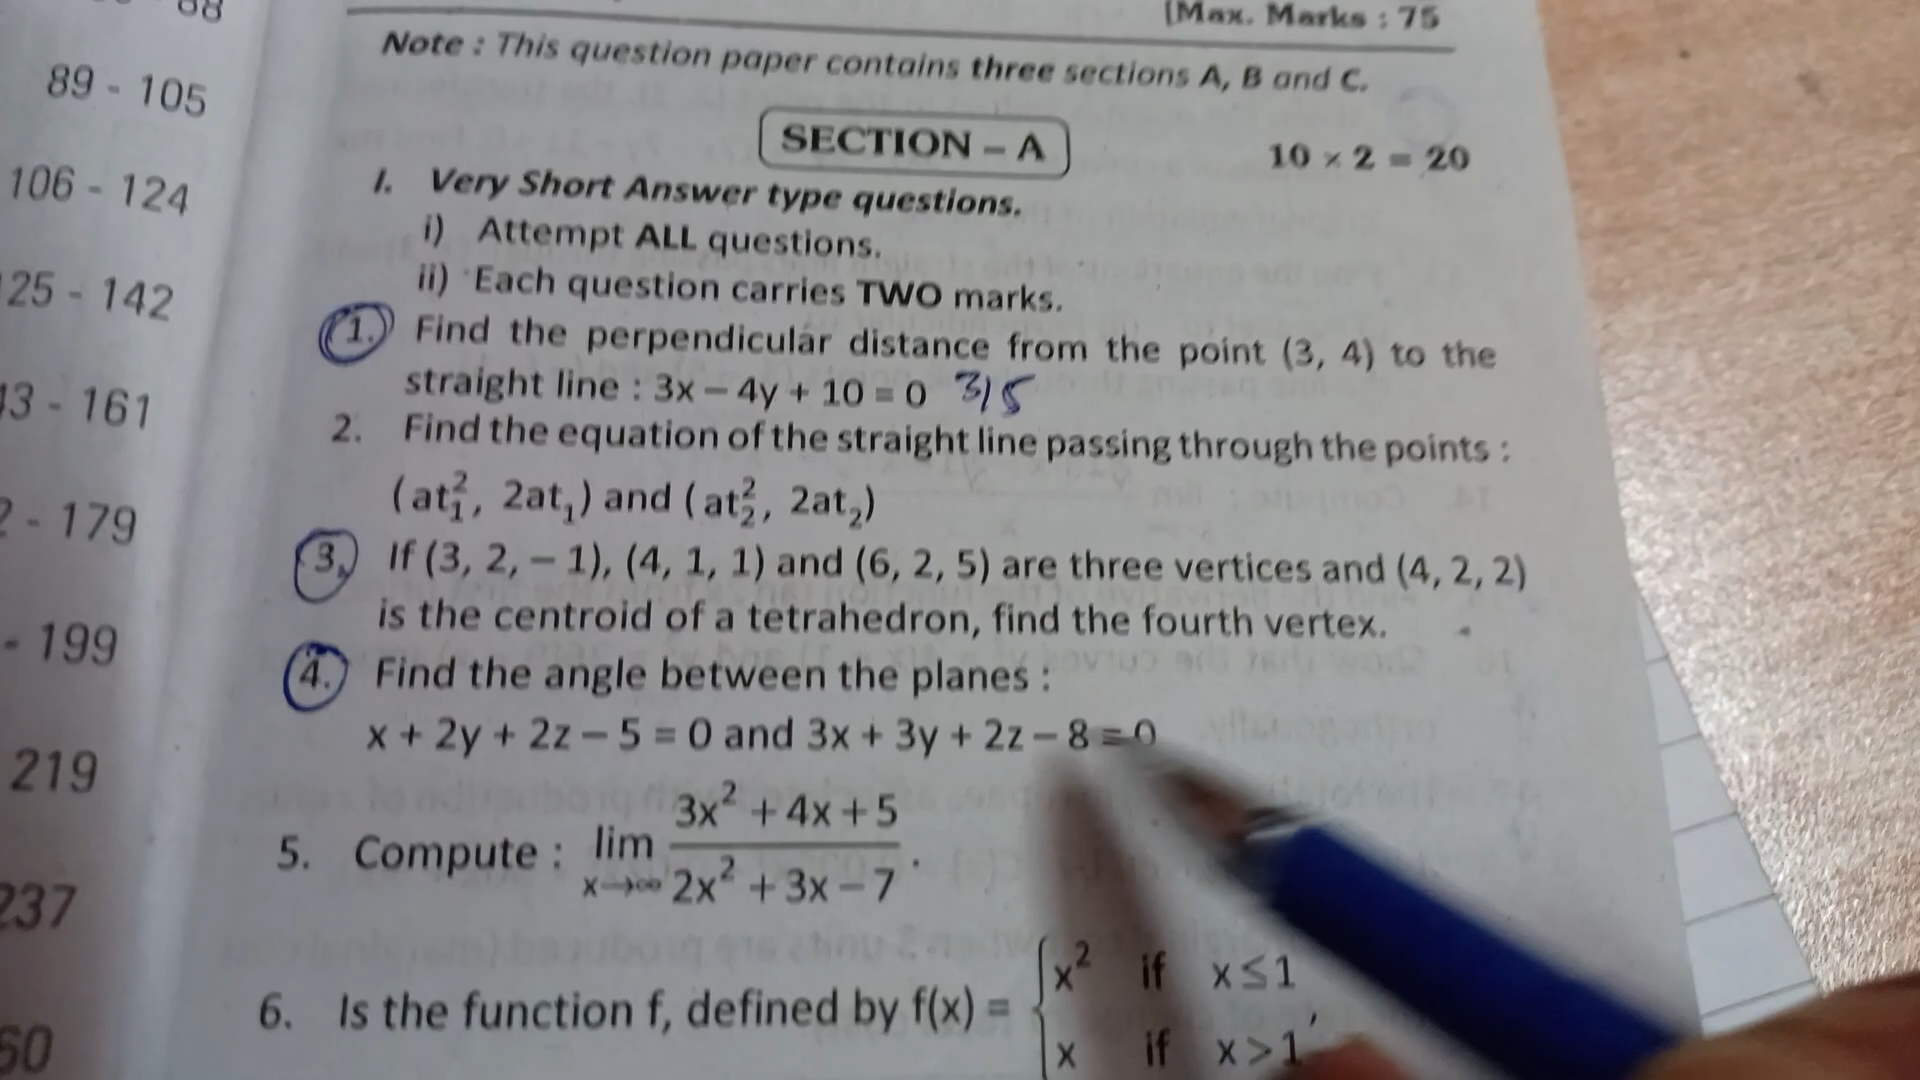 89 - 105
106 - 124
25 - 142
3 - 161
- 179
- 199
219
237
60
[Max. Marks : 75
Note : This question paper contains three sections A, B and C.
SECTION – A
10 × 2 = 20
I. Very Short Answer type questions.
i) Attempt ALL questions.
ii) Each question carries TWO marks.
1. Find the perpendicular distance from the point (3, 4) to the
straight line : 3x – 4y + 10 = 0 3/5
2. Find the equation of the straight line passing through the points :
(at₁², 2at₁) and (at₂², 2at₂)
3. If (3, 2, – 1), (4, 1, 1) and (6, 2, 5) are three vertices and (4, 2, 2)
is the centroid of a tetrahedron, find the fourth vertex.
4. Find the angle between the planes :
x + 2y + 2z – 5 = 0 and 3x + 3y + 2z – 8 = 0
5. Compute : lim x→∞ 3x² + 4x + 5 / 2x² + 3x – 7 .
6. Is the function f, defined by f(x) = { x² if x ≤ 1
x if x > 1 ,